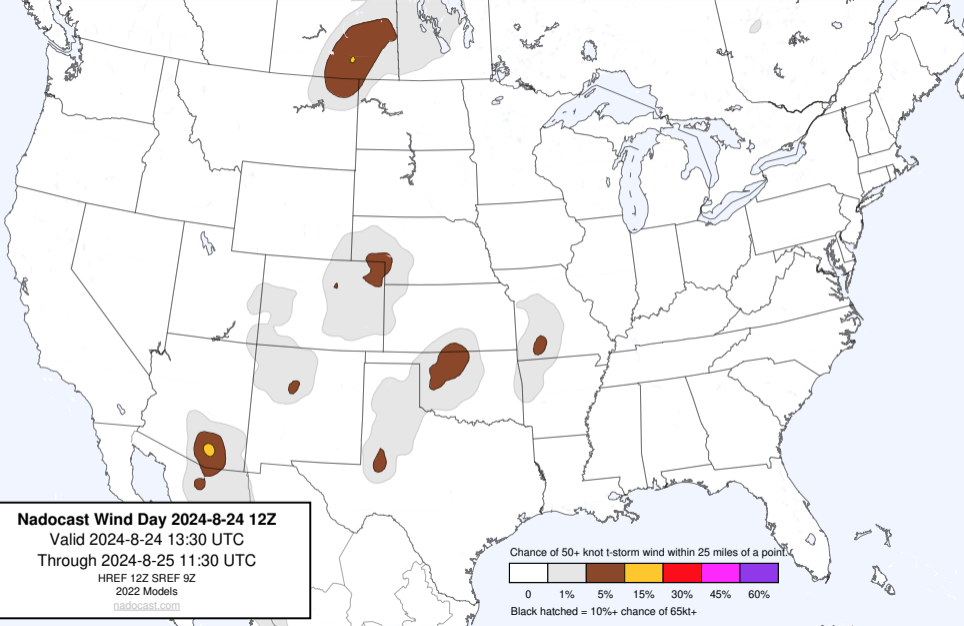 Nadocast Wind Day 2024-8-24 12Z
Valid 2024-8-24 13:30 UTC
Through 2024-8-25 11:30 UTC
HREF 12Z SREF 9Z
2022 Models
nadocast.com
Chance of 50+ knot t-storm wind within 25 miles of a point.
0 1% 5% 15% 30% 45% 60%
Black hatched = 10%+ chance of 65kt+